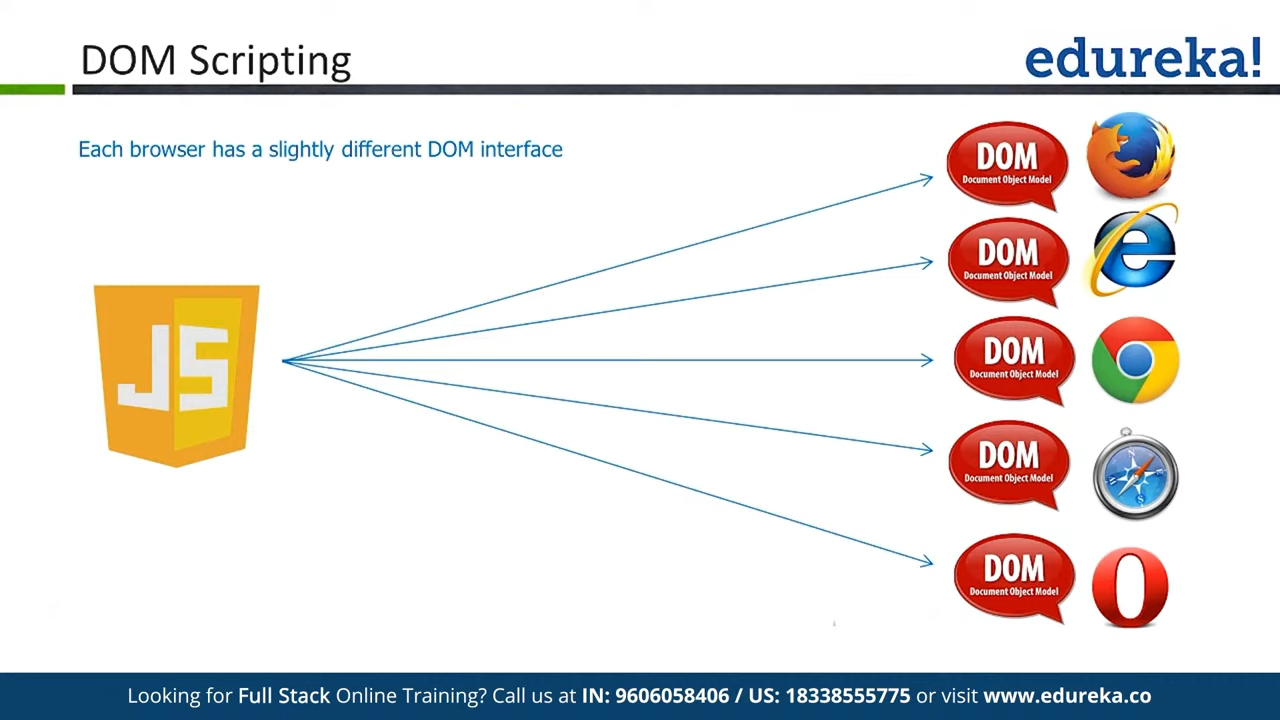 DOM Scripting
edureka!
Each browser has a slightly different DOM interface
JS
DOM
Document Object Model
DOM
Document Object Model
DOM
Document Object Model
DOM
Document Object Model
DOM
Document Object Model
Looking for Full Stack Online Training? Call us at IN: 9606058406 / US: 18338555775 or visit www.edureka.co